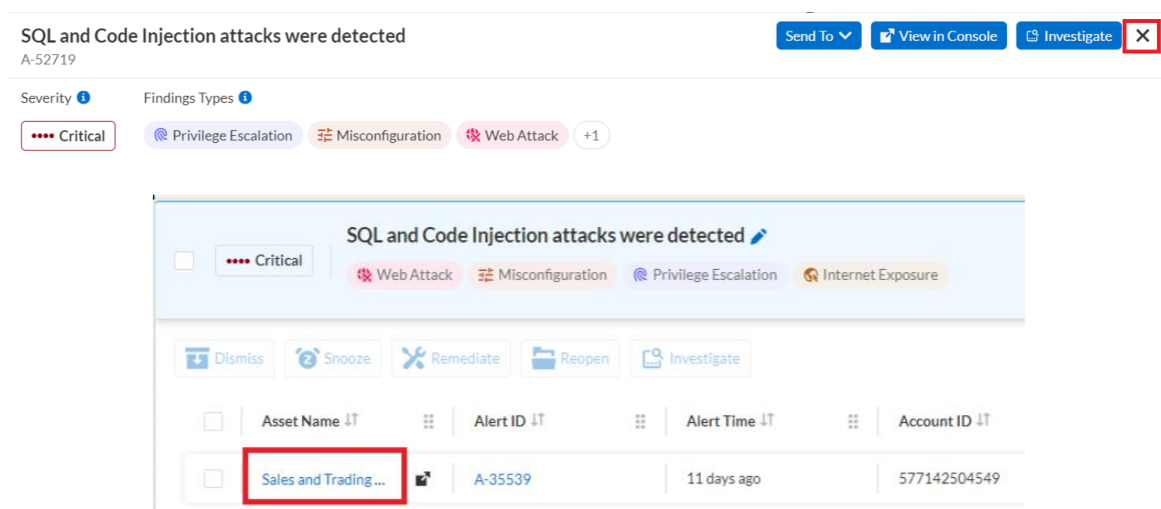 SQL and Code Injection attacks were detected
Send To View in Console Investigate
A-52719
Severity Findings Types
Critical Privilege Escalation Misconfiguration Web Attack +1
SQL and Code Injection attacks were detected
Critical
Web Attack Misconfiguration Privilege Escalation Internet Exposure
Dismiss Snooze Remediate Reopen Investigate
Asset Name Alert ID Alert Time Account ID
Sales and Trading... A-35539 11 days ago 577142504549